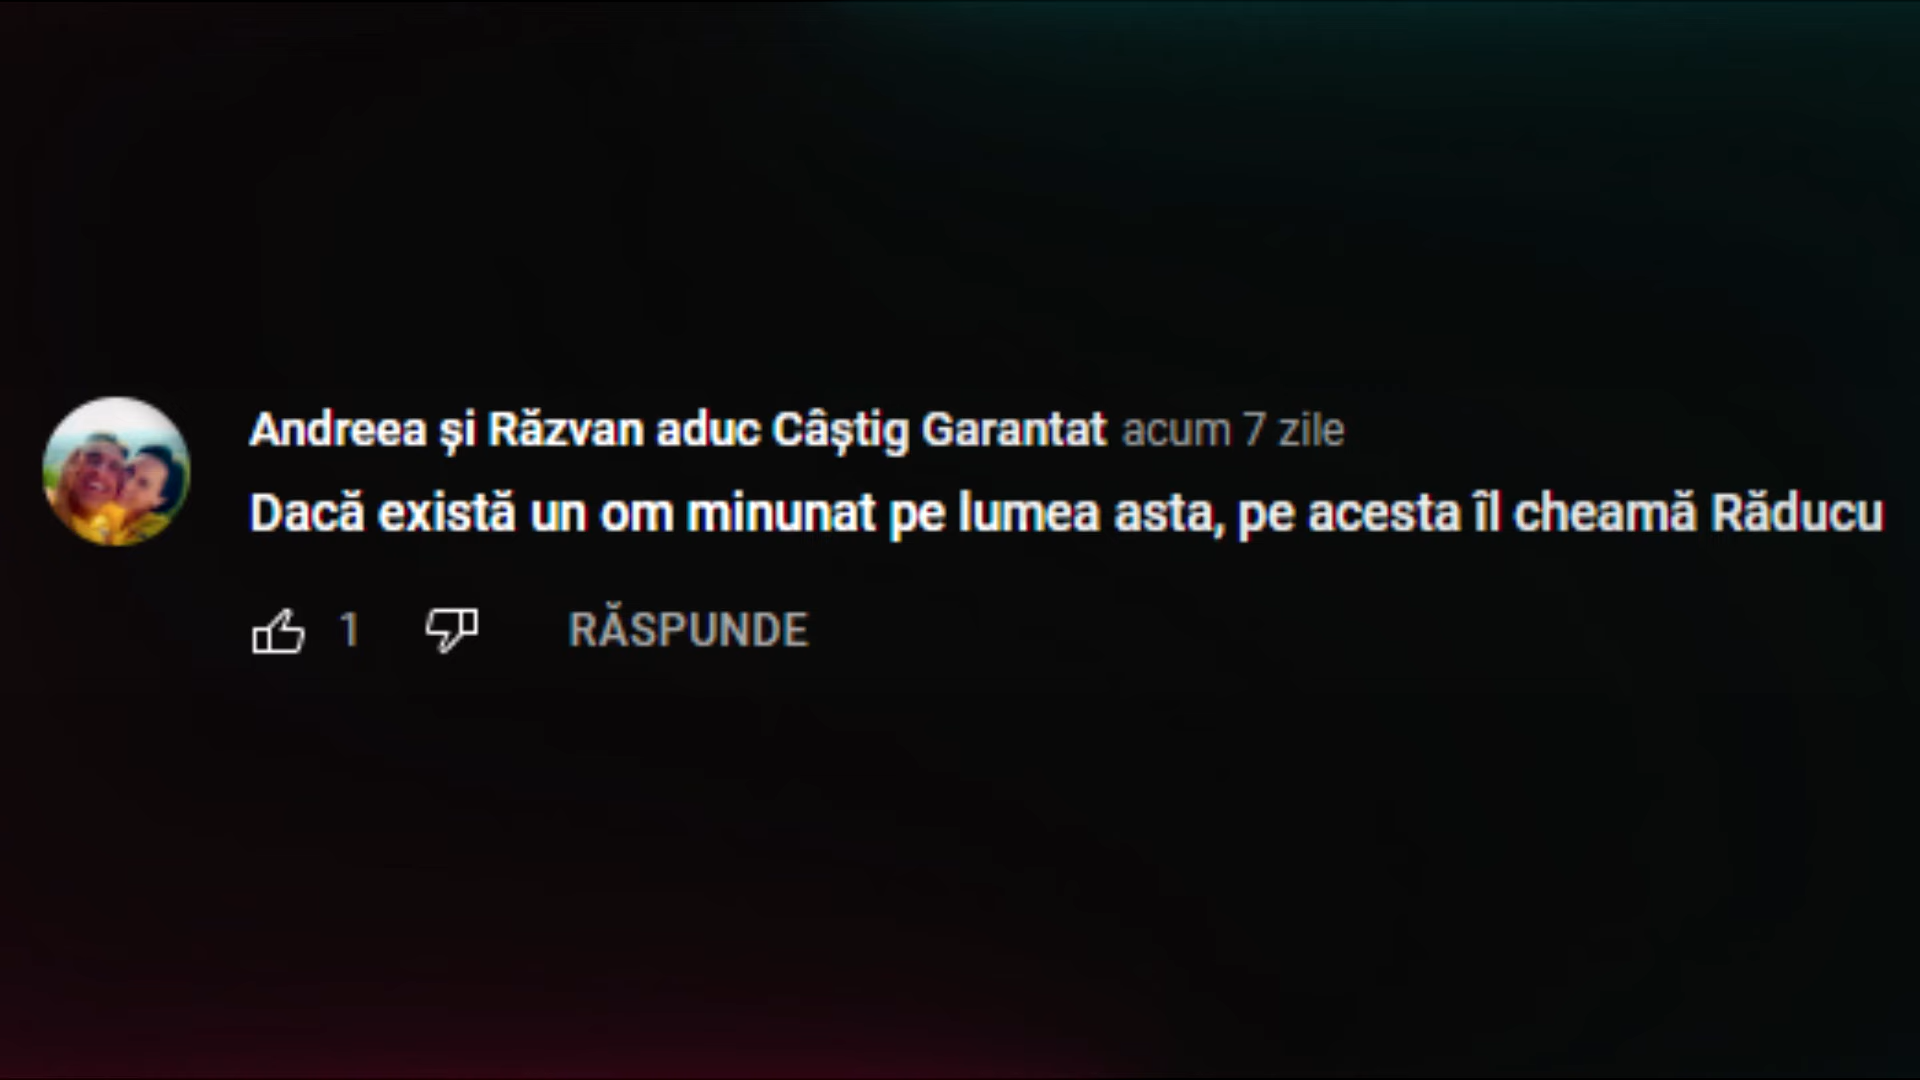 Andreea și Răzvan aduc Câștig Garantat acum 7 zile
Dacă există un om minunat pe lumea asta, pe acesta îl cheamă Răducu
1 RĂSPUNDE